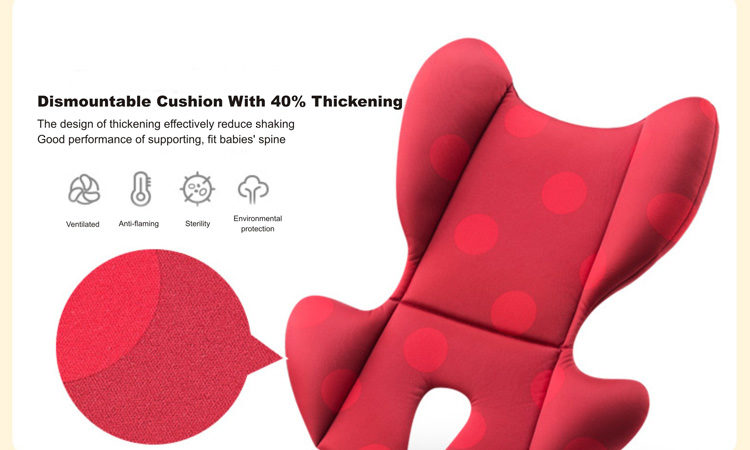 Dismountable Cushion With 40% Thickening
The design of thickening effectively reduce shaking
Good performance of supporting, fit babies' spine
Ventilated
Anti-flaming
Sterility
Environmental
protection